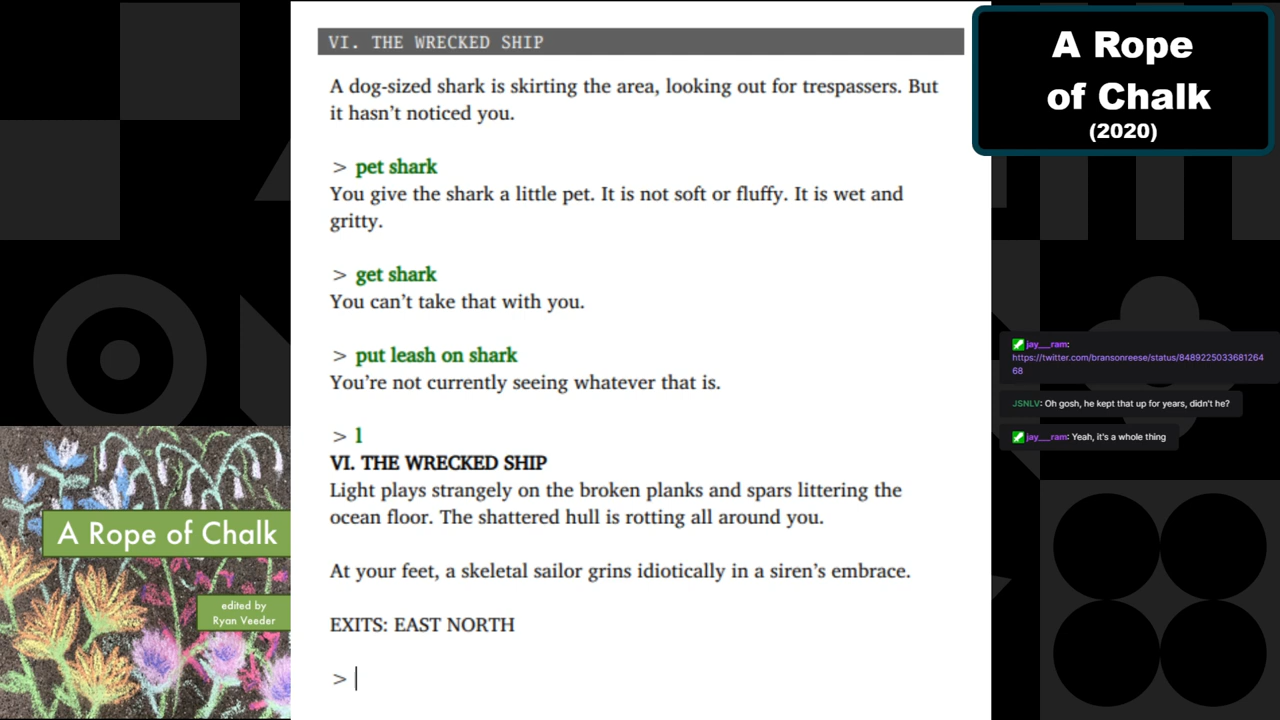 VI. THE WRECKED SHIP
A dog-sized shark is skirting the area, looking out for trespassers. But
it hasn’t noticed you.
> pet shark
You give the shark a little pet. It is not soft or fluffy. It is wet and
gritty.
> get shark
You can’t take that with you.
> put leash on shark
You’re not currently seeing whatever that is.
> l
VI. THE WRECKED SHIP
Light plays strangely on the broken planks and spars littering the
ocean floor. The shattered hull is rotting all around you.
At your feet, a skeletal sailor grins idiotically in a siren’s embrace.
EXITS: EAST NORTH
>
A Rope
of Chalk
(2020)
jay__ram:
https://twitter.com/bransonreese/status/8489225033681264
68
JSNLV: Oh gosh, he kept that up for years, didn't he?
jay__ram: Yeah, it's a whole thing
A Rope of Chalk
edited by
Ryan Veeder